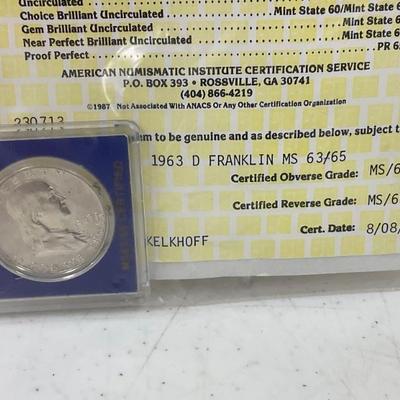 Uncirculated
Choice Brilliant Uncirculated Mint State 60/Mint State 6
Gem Brilliant Uncirculated Mint State 6
Near Perfect Brilliant Uncirculated Mint State 6
Proof Perfect PR 6
AMERICAN NUMISMATIC INSTITUTE CERTIFICATION SERVICE
P.O. BOX 393 • ROSSVILLE, GA 30741
(404) 866-4219
©1987 Not Associated With ANACS Or Any Other Certification Organization
230713
em to be genuine and as described below, subject t
1963 D FRANKLIN MS 63/65
Certified Obverse Grade: MS/6
Certified Reverse Grade: MS/6
Cert. Date: 8/08/
KELKHOFF
CERTIFIED